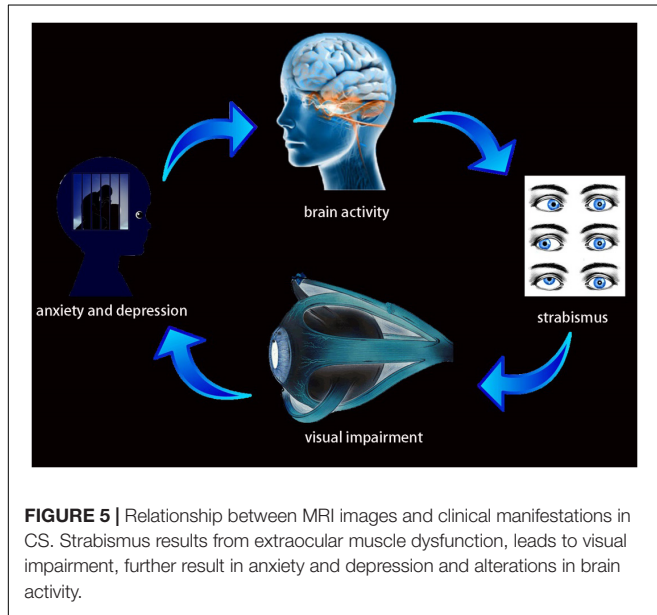 brain activity
anxiety and depression
strabismus
visual impairment
FIGURE 5 | Relationship between MRI images and clinical manifestations in
CS. Strabismus results from extraocular muscle dysfunction, leads to visual
impairment, further result in anxiety and depression and alterations in brain
activity.